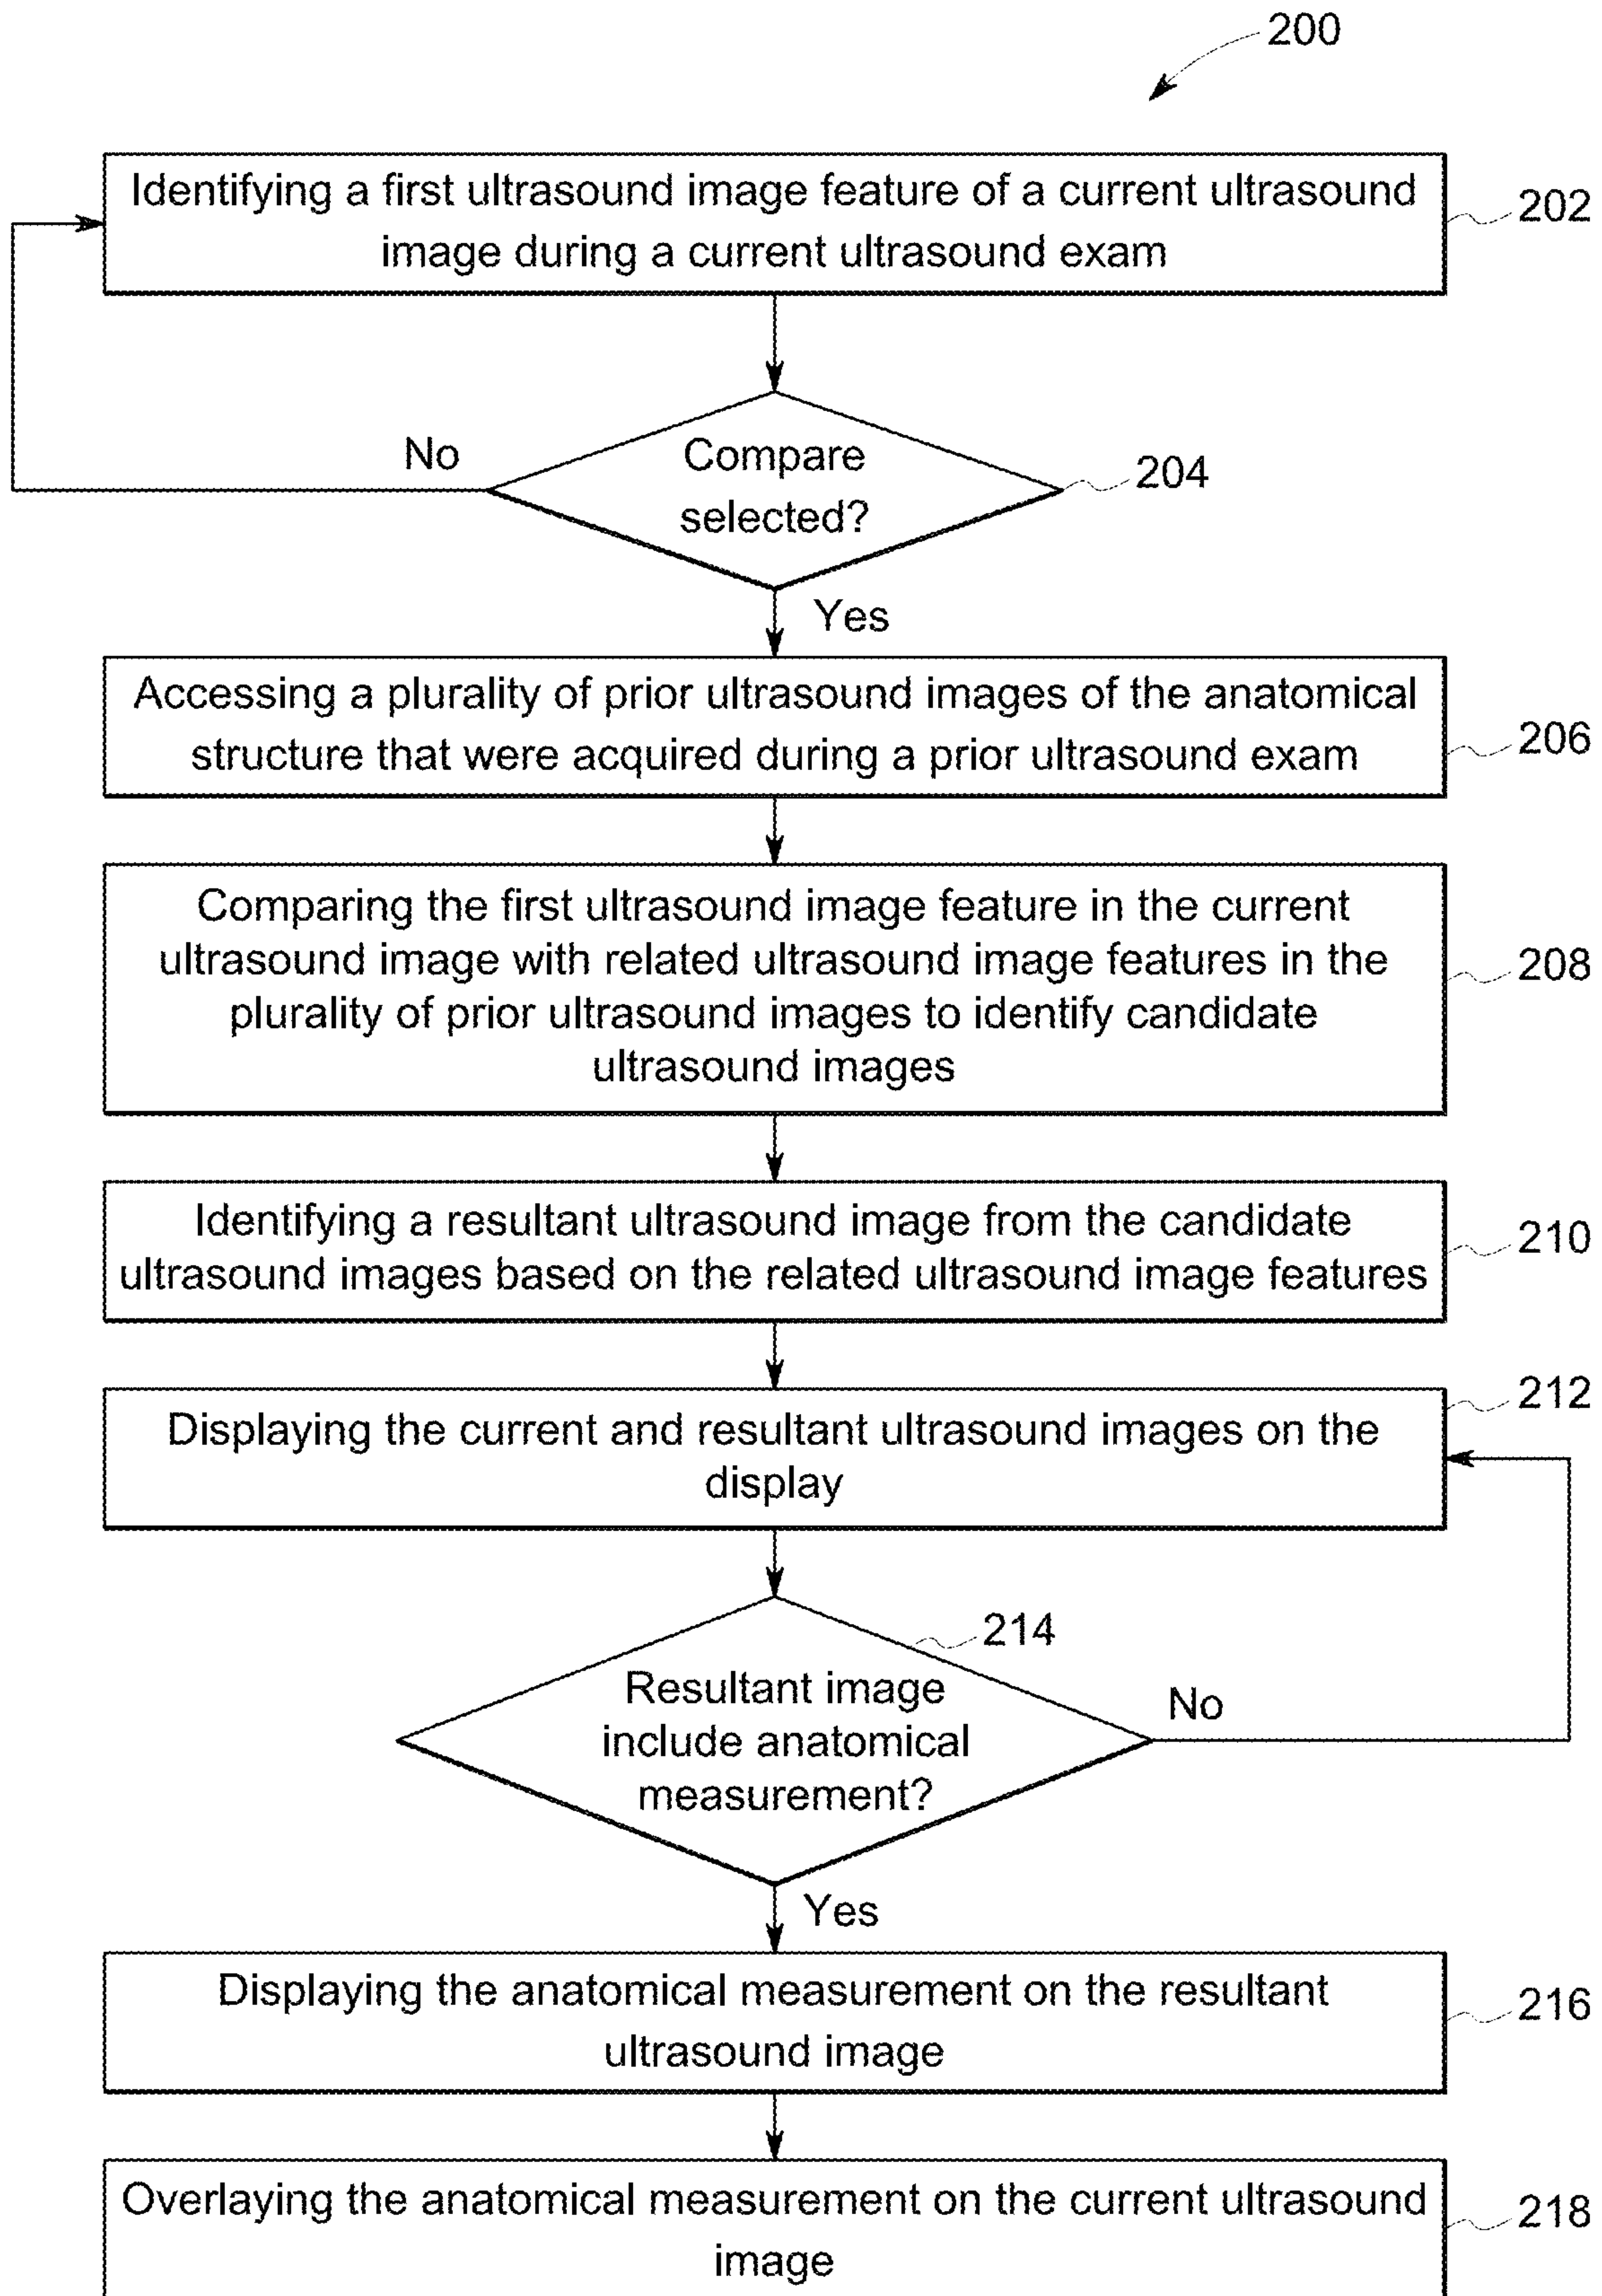 200
Identifying a first ultrasound image feature of a current ultrasound
image during a current ultrasound exam
202
Compare
selected?
No
204
Yes
Accessing a plurality of prior ultrasound images of the anatomical
structure that were acquired during a prior ultrasound exam
206
Comparing the first ultrasound image feature in the current
ultrasound image with related ultrasound image features in the
plurality of prior ultrasound images to identify candidate
ultrasound images
208
Identifying a resultant ultrasound image from the candidate
ultrasound images based on the related ultrasound image features
210
Displaying the current and resultant ultrasound images on the
display
212
214
Resultant image
include anatomical
measurement?
No
Yes
Displaying the anatomical measurement on the resultant
ultrasound image
216
Overlaying the anatomical measurement on the current ultrasound
image
218